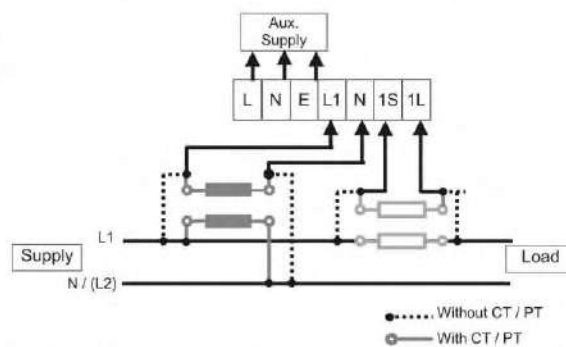 Aux.
Supply
L N E L1 N 1S 1L
L1
Supply
Load
N / (L2)
Without CT / PT
With CT / PT